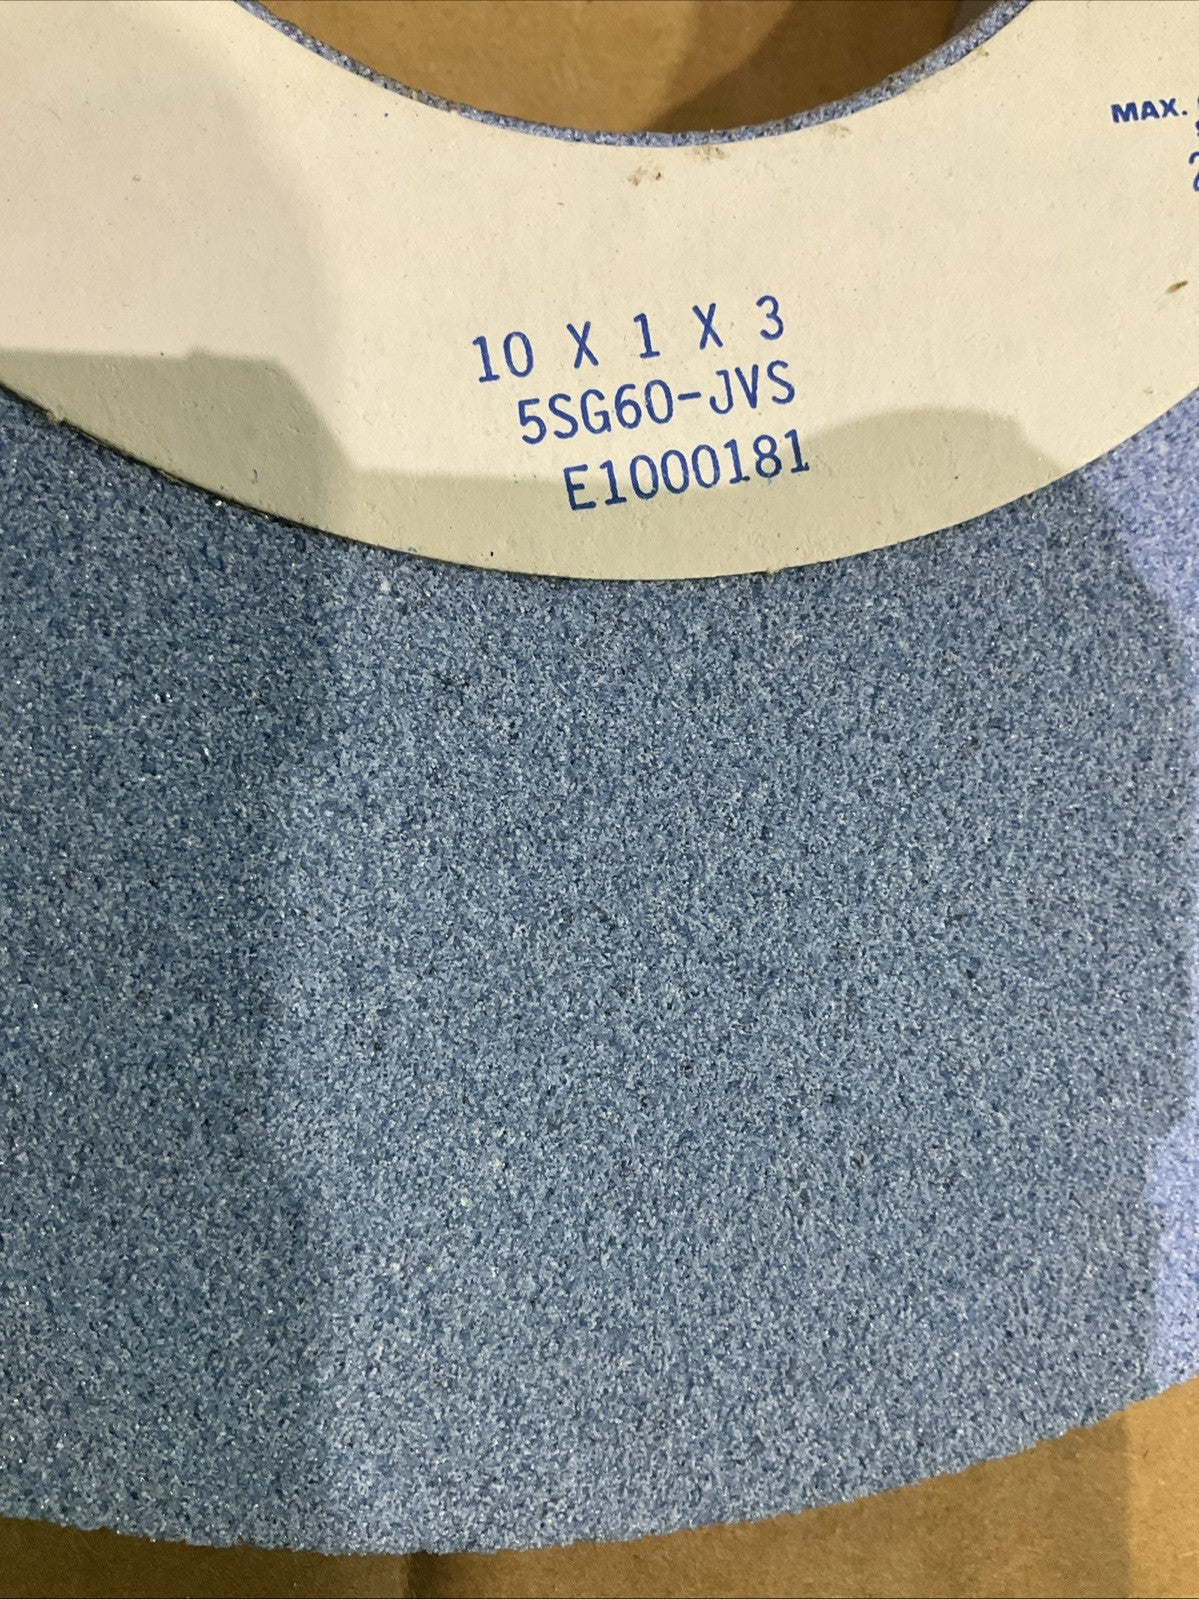 MAX.
10 X 1 X 3
5SG60-JVS
E1000181